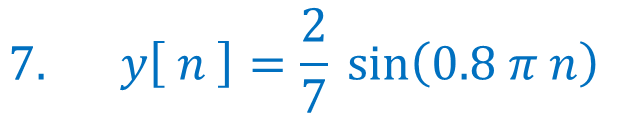 7. y[ n ] = 2/7 sin(0.8 π n)